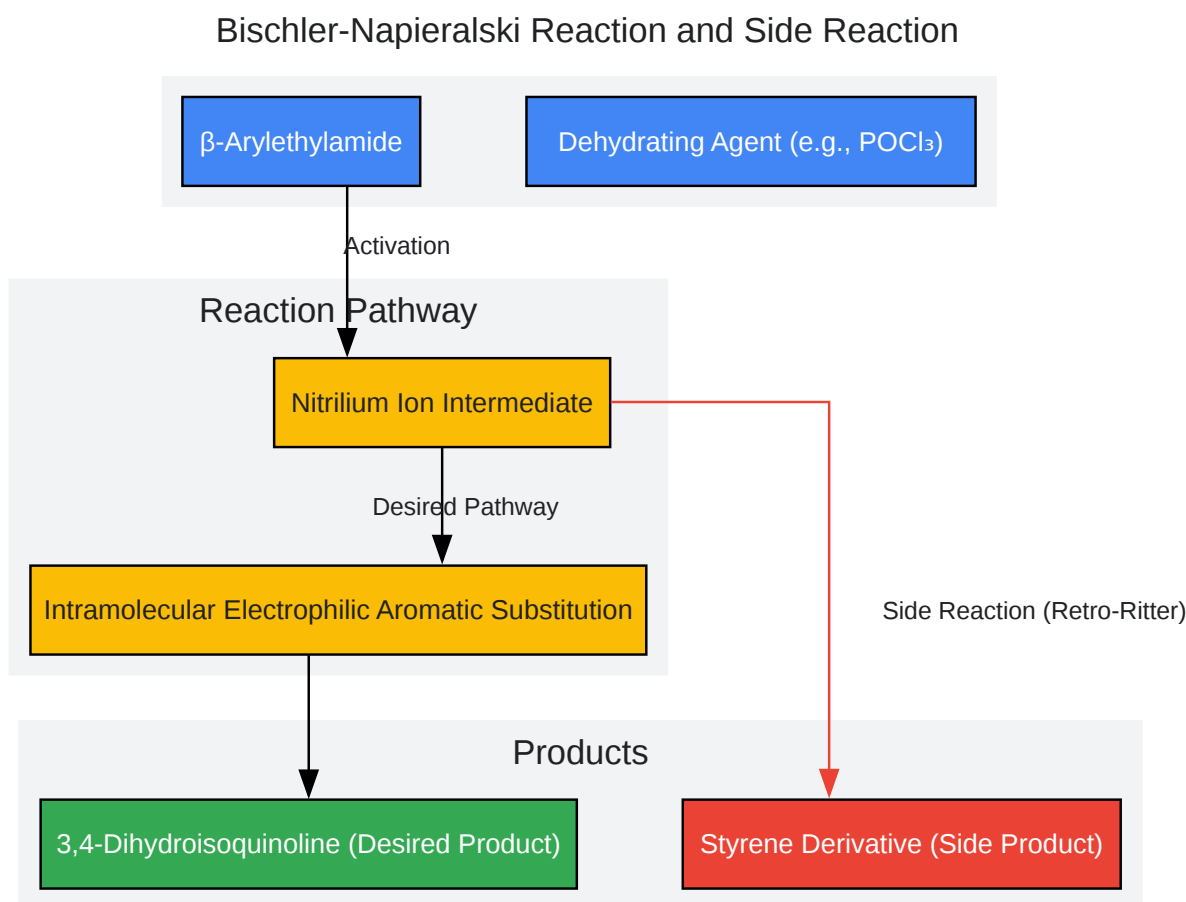 Bischler-Napieralski Reaction and Side Reaction
β-Arylethylamide
Dehydrating Agent (e.g., POCl₃)
Activation
Reaction Pathway
Nitrilium Ion Intermediate
Desired Pathway
Intramolecular Electrophilic Aromatic Substitution
Side Reaction (Retro-Ritter)
Products
3,4-Dihydroisoquinoline (Desired Product)
Styrene Derivative (Side Product)